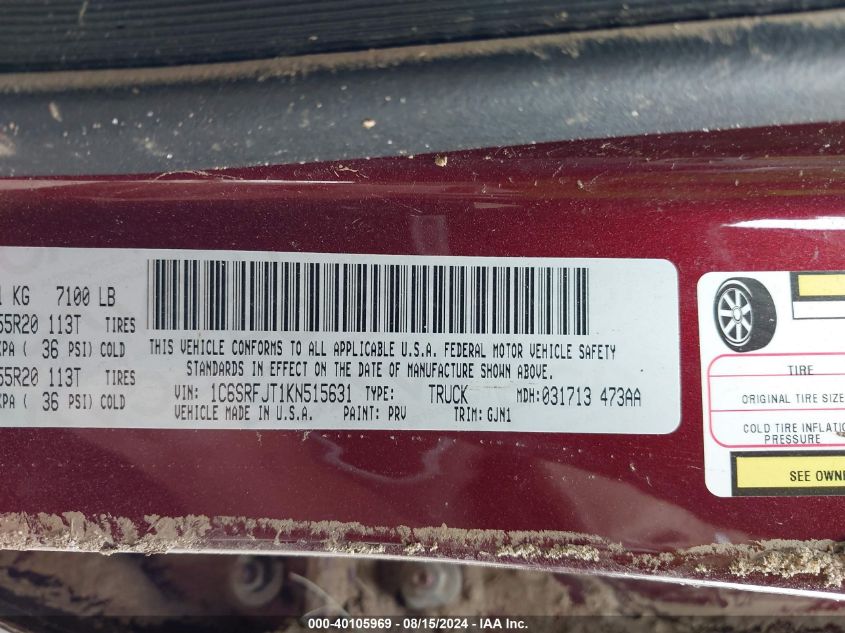 1 KG 7100 LB
55R20 113T TIRES
KPA ( 36 PSI) COLD
55R20 113T TIRES
KPA ( 36 PSI) COLD
THIS VEHICLE CONFORMS TO ALL APPLICABLE U.S.A. FEDERAL MOTOR VEHICLE SAFETY
STANDARDS IN EFFECT ON THE DATE OF MANUFACTURE SHOWN ABOVE.
VIN: 1C6SRFJT1KN515631 TYPE: TRUCK MDH:031713 473AA
VEHICLE MADE IN U.S.A. PAINT: PRV TRIM:GJN1
TIRE
ORIGINAL TIRE SIZE
COLD TIRE INFLATIO
PRESSURE
SEE OWN
000-40105969 - 08/15/2024 - IAA Inc.